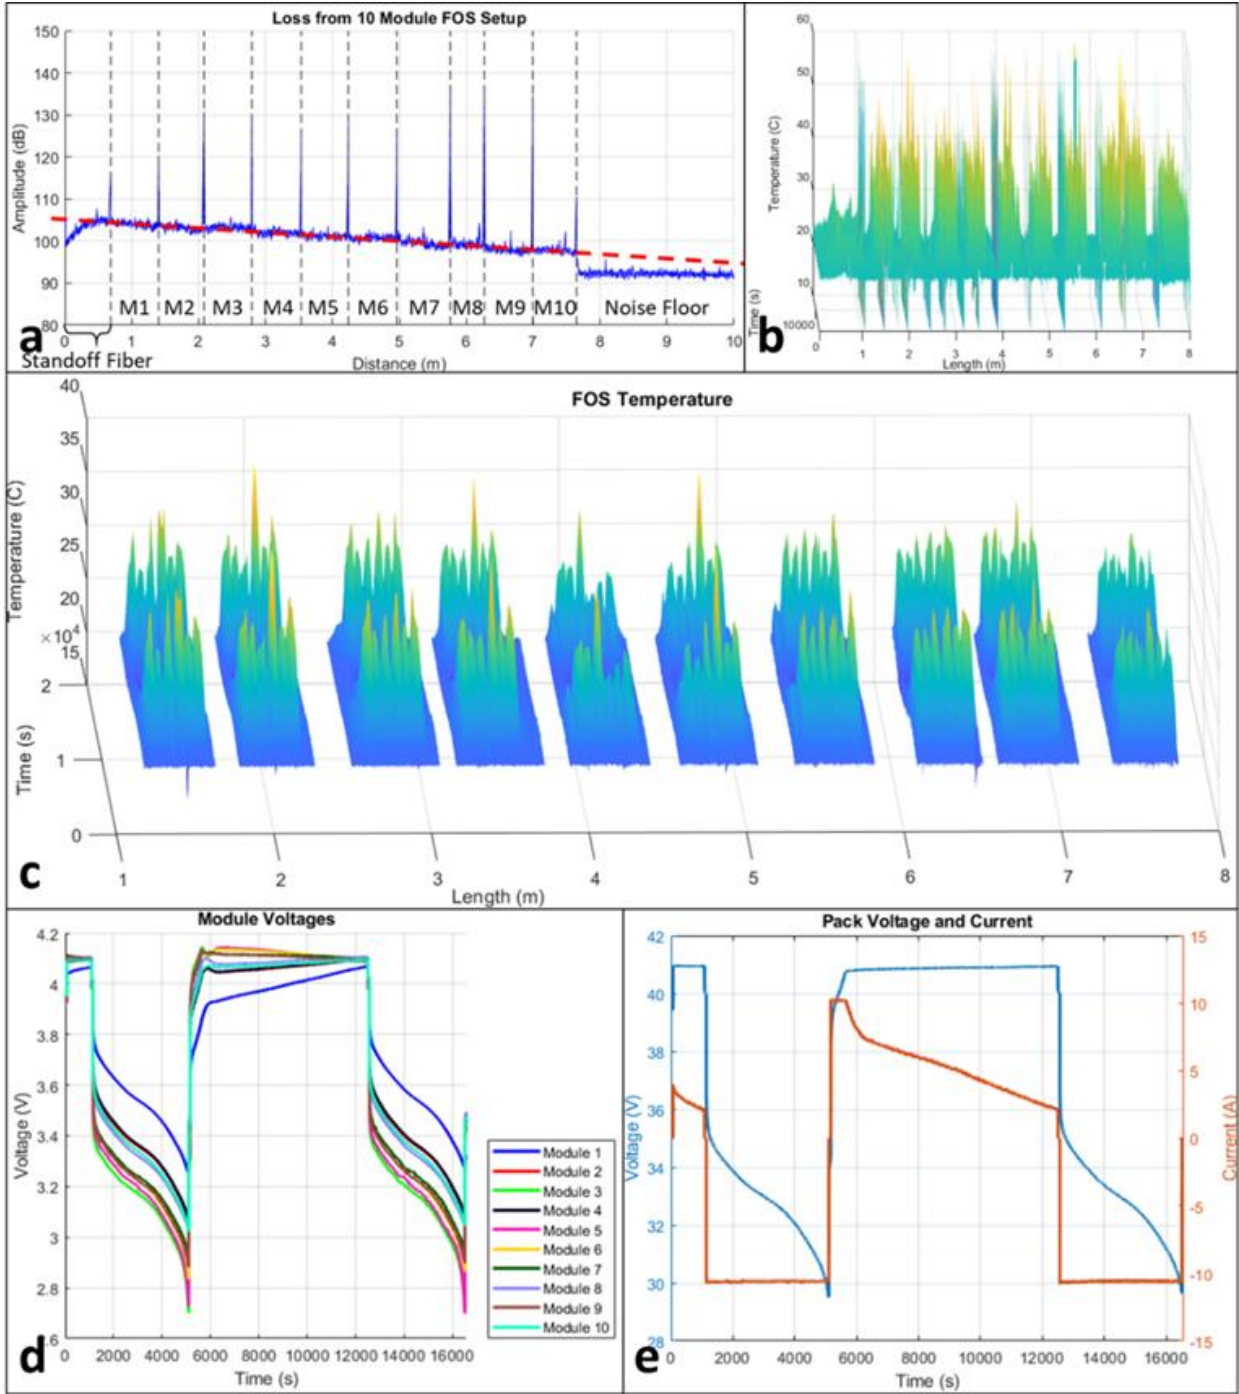 Loss from 10 Module FOS Setup
150
140
130
120
110
100
90
80
Amplitude (dB)
M1 M2 M3 M4 M5 M6 M7 M8 M9 M10 Noise Floor
0 1 2 3 4 5 6 7 8 9 10
Standoff Fiber
Distance (m)
a
60
50
40
30
20
10
Temperature (C)
Time (s)
10000
0 1 2 3 4 5 6 7 8
Length (m)
b
FOS Temperature
40
35
30
25
20
15
Temperature (C)
×10⁴
2
1
0
Time (s)
1 2 3 4 5 6 7 8
Length (m)
c
Module Voltages
4.2
4
3.8
3.6
3.4
3.2
3
2.8
2.6
Voltage (V)
0 2000 4000 6000 8000 10000 12000 14000 16000
Time (s)
Module 1
Module 2
Module 3
Module 4
Module 5
Module 6
Module 7
Module 8
Module 9
Module 10
d
Pack Voltage and Current
42
40
38
36
34
32
30
28
Voltage (V)
15
10
5
0
-5
-10
-15
Current (A)
0 2000 4000 6000 8000 10000 12000 14000 16000
Time (s)
e